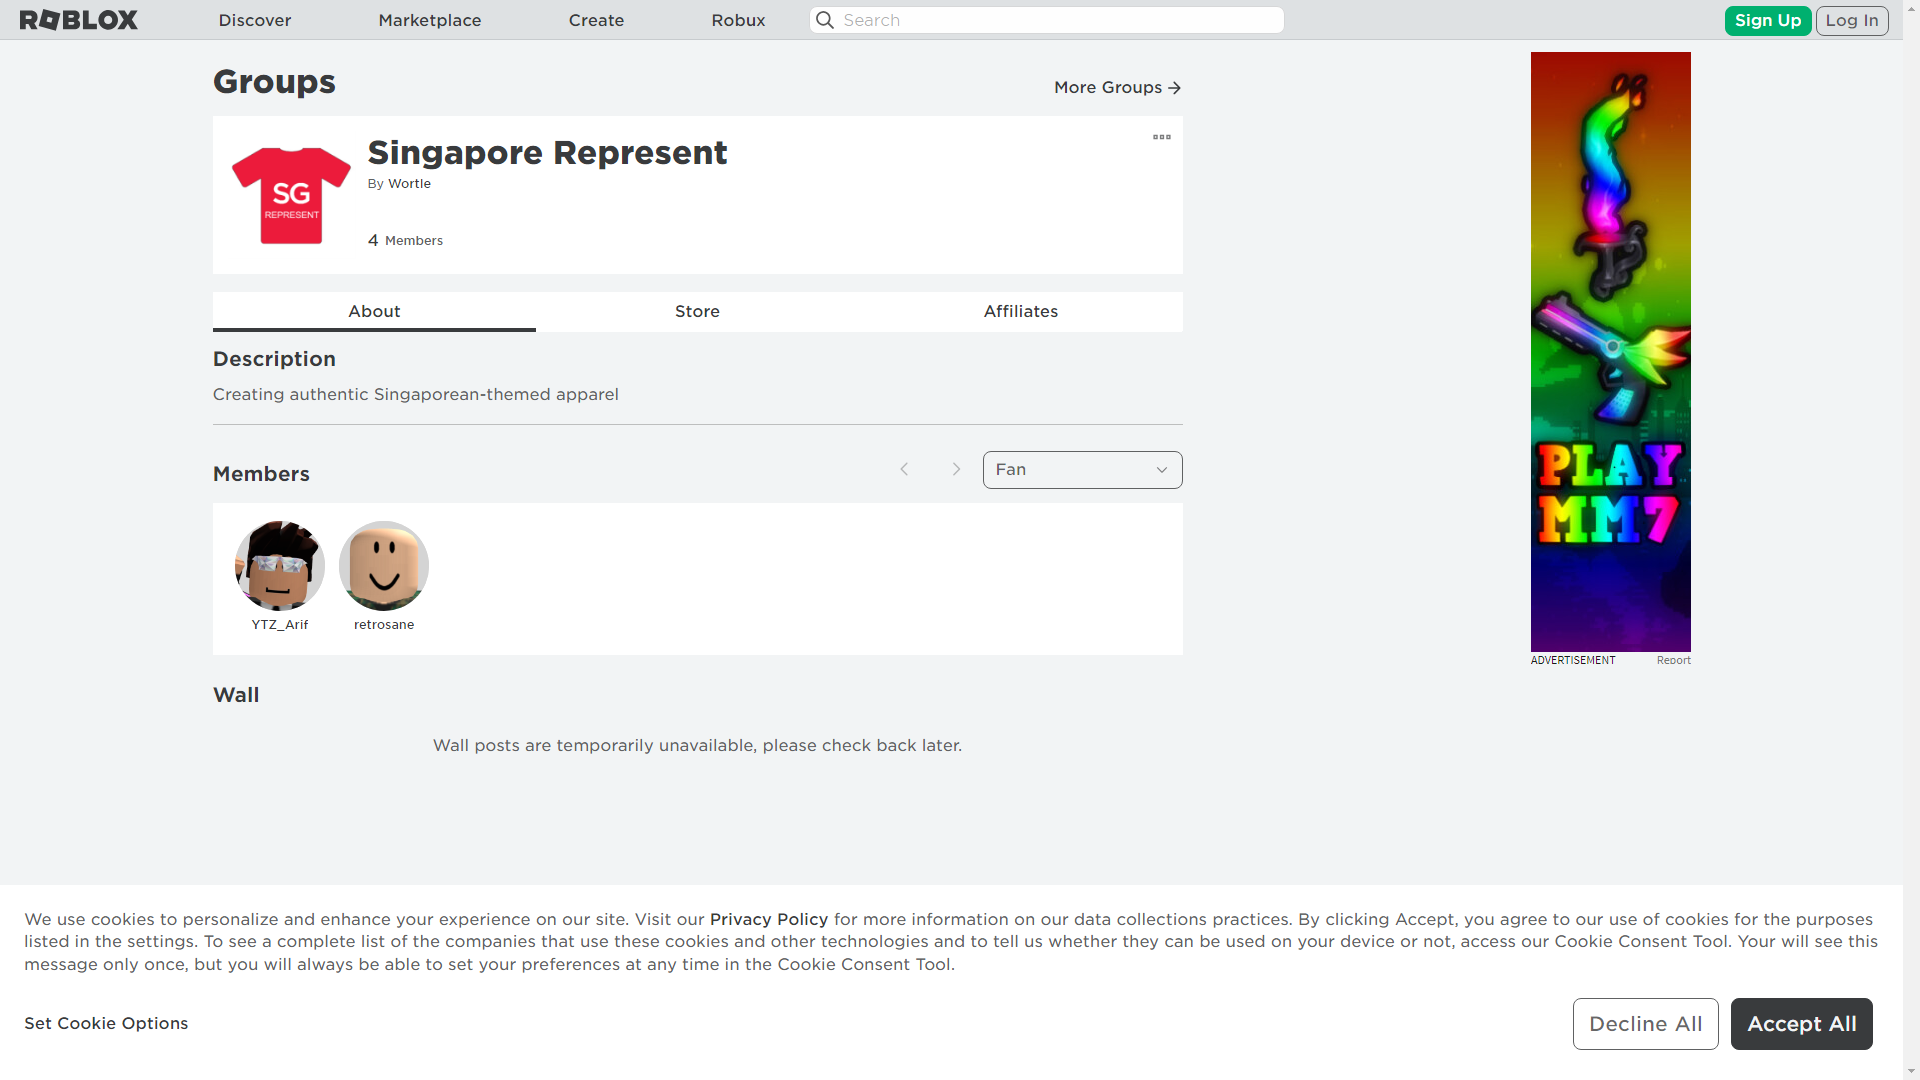 ROBLOX
Discover
Marketplace
Create
Robux
Search
Sign Up
Log In
Groups
More Groups
SG
REPRESENT
Singapore Represent
By Wortle
4 Members
About
Store
Affiliates
Description
Creating authentic Singaporean-themed apparel
Members
Fan
YTZ_Arif
retrosane
Wall
Wall posts are temporarily unavailable, please check back later.
PLAY
MM7
ADVERTISEMENT
Report
We use cookies to personalize and enhance your experience on our site. Visit our Privacy Policy for more information on our data collections practices. By clicking Accept, you agree to our use of cookies for the purposes
listed in the settings. To see a complete list of the companies that use these cookies and other technologies and to tell us whether they can be used on your device or not, access our Cookie Consent Tool. Your will see this
message only once, but you will always be able to set your preferences at any time in the Cookie Consent Tool.
Set Cookie Options
Decline All
Accept All